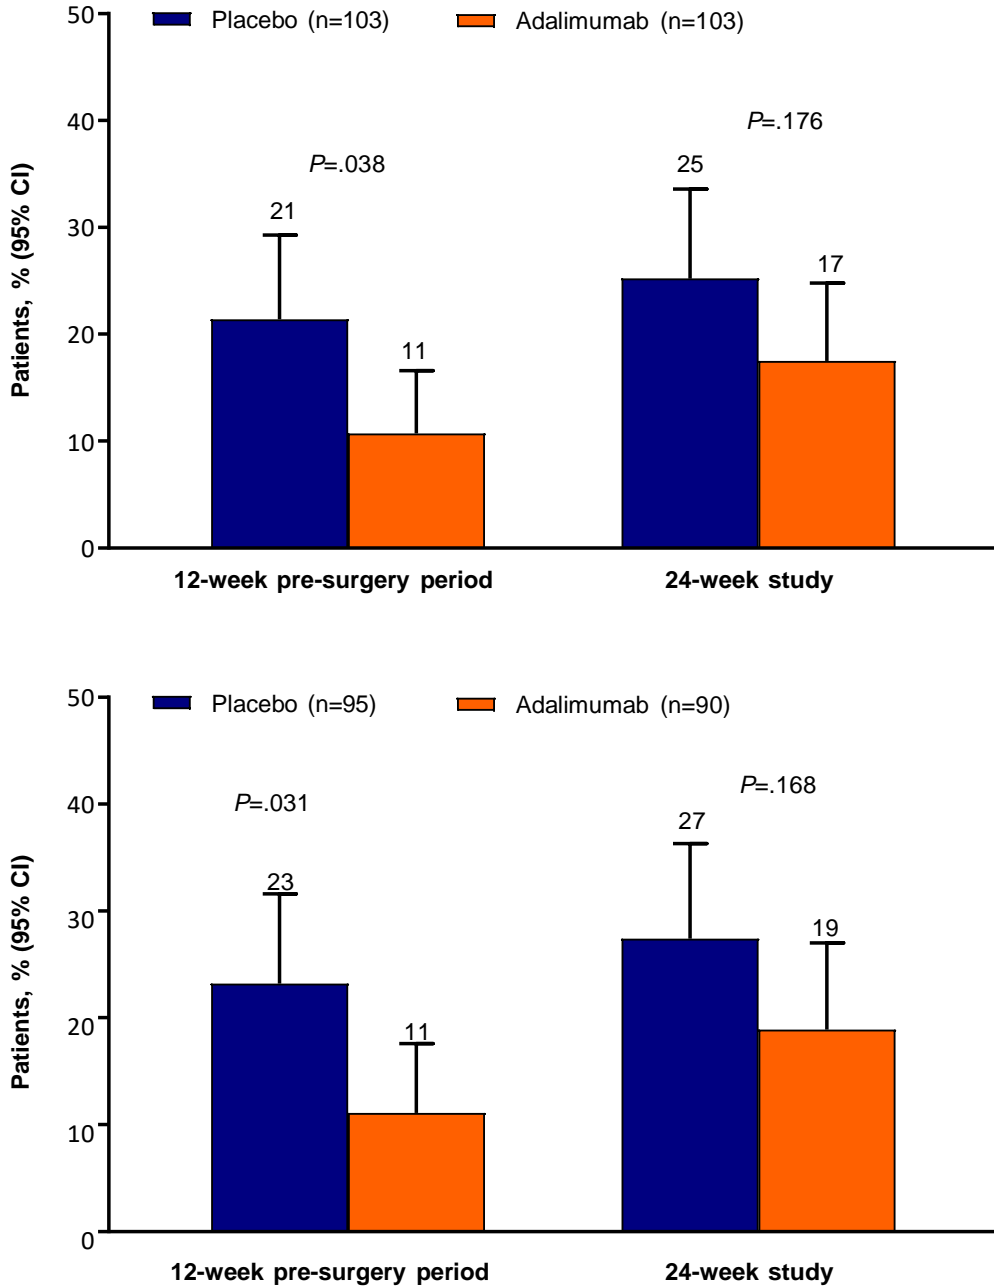 50
Placebo (n=103)
Adalimumab (n=103)
40
P=.176
P=.038
25
21
30
17
20
11
10
0
Patients, % (95% CI)
12-week pre-surgery period
24-week study
50
Placebo (n=95)
Adalimumab (n=90)
40
P=.031
P=.168
27
23
30
19
20
11
10
0
Patients, % (95% CI)
12-week pre-surgery period
24-week study